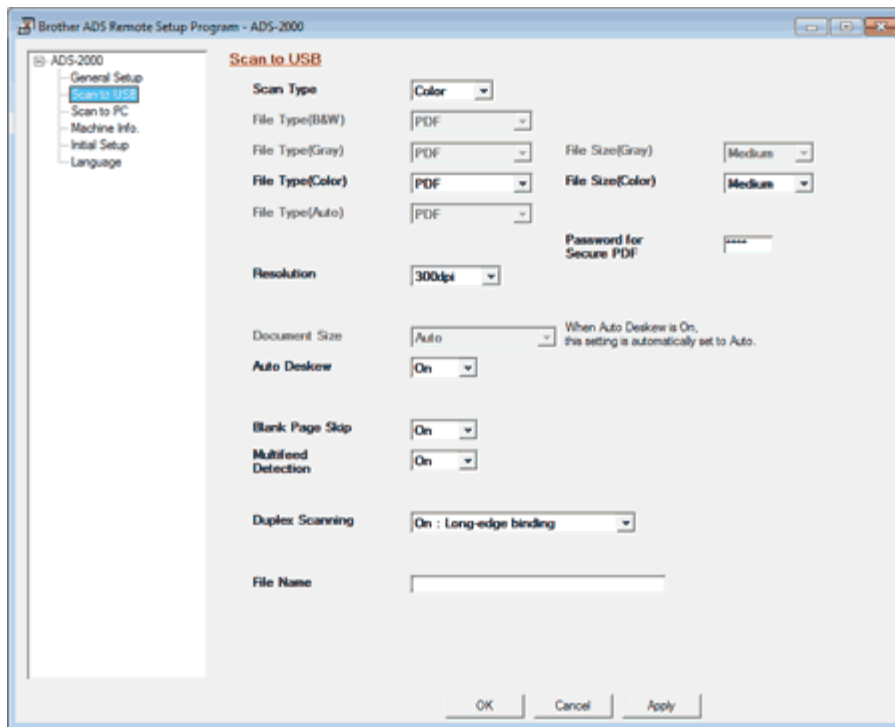 Brother ADS Remote Setup Program - ADS-2000
ADS-2000
General Setup
Scan to USB
Scan to PC
Machine Info.
Initial Setup
Language
Scan to USB
Scan Type Color
File Type(B&W) PDF
File Type(Gray) PDF File Size(Gray) Medium
File Type(Color) PDF File Size(Color) Medium
File Type(Auto) PDF
Password for
Secure PDF ****
Resolution 300dpi
Document Size Auto When Auto Deskew is On,
this setting is automatically set to Auto.
Auto Deskew On
Blank Page Skip On
Multifeed
Detection On
Duplex Scanning On : Long-edge binding
File Name
OK Cancel Apply